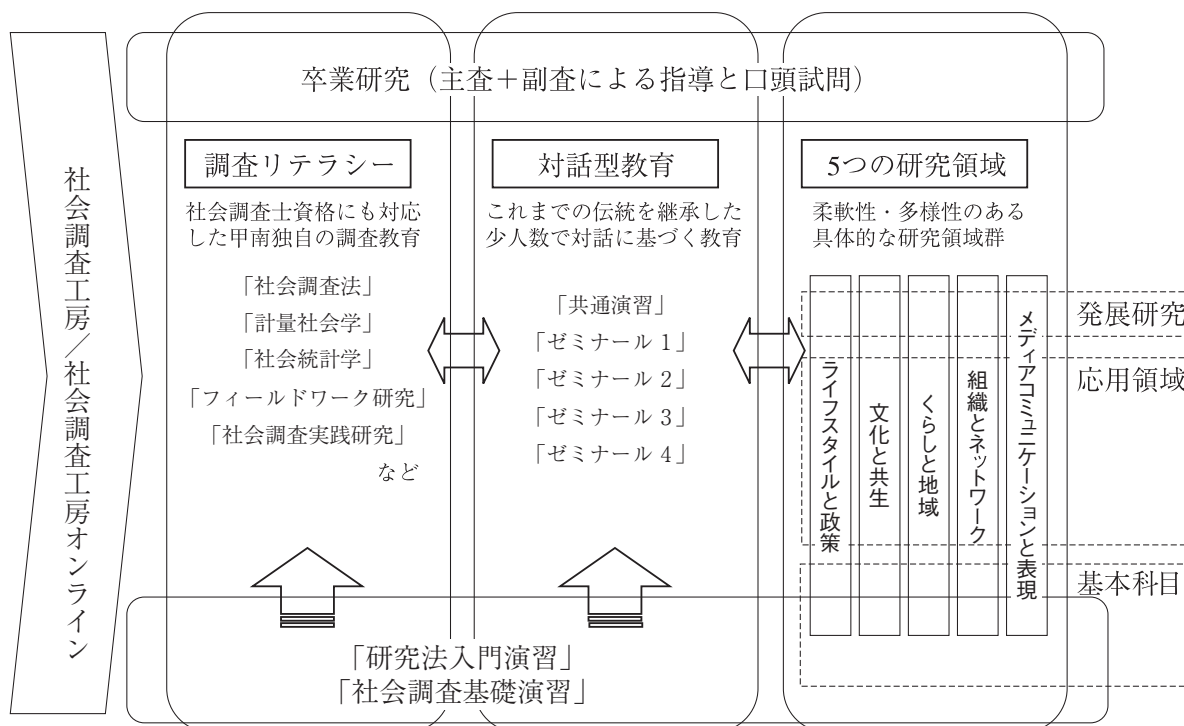 社会調査工房／社会調査工房オンライン
卒業研究（主査＋副査による指導と口頭試問）
調査リテラシー
社会調査士資格にも対応
した甲南独自の調査教育
「社会調査法」
「計量社会学」
「社会統計学」
「フィールドワーク研究」
「社会調査実践研究」
など
対話型教育
これまでの伝統を継承した
少人数で対話に基づく教育
「共通演習」
「ゼミナール 1」
「ゼミナール 2」
「ゼミナール 3」
「ゼミナール 4」
5つの研究領域
柔軟性・多様性のある
具体的な研究領域群
ライフスタイルと政策
文化と共生
くらしと地域
組織とネットワーク
メディアコミュニケーションと表現
発展研究
応用領域
基本科目
「研究法入門演習」
「社会調査基礎演習」